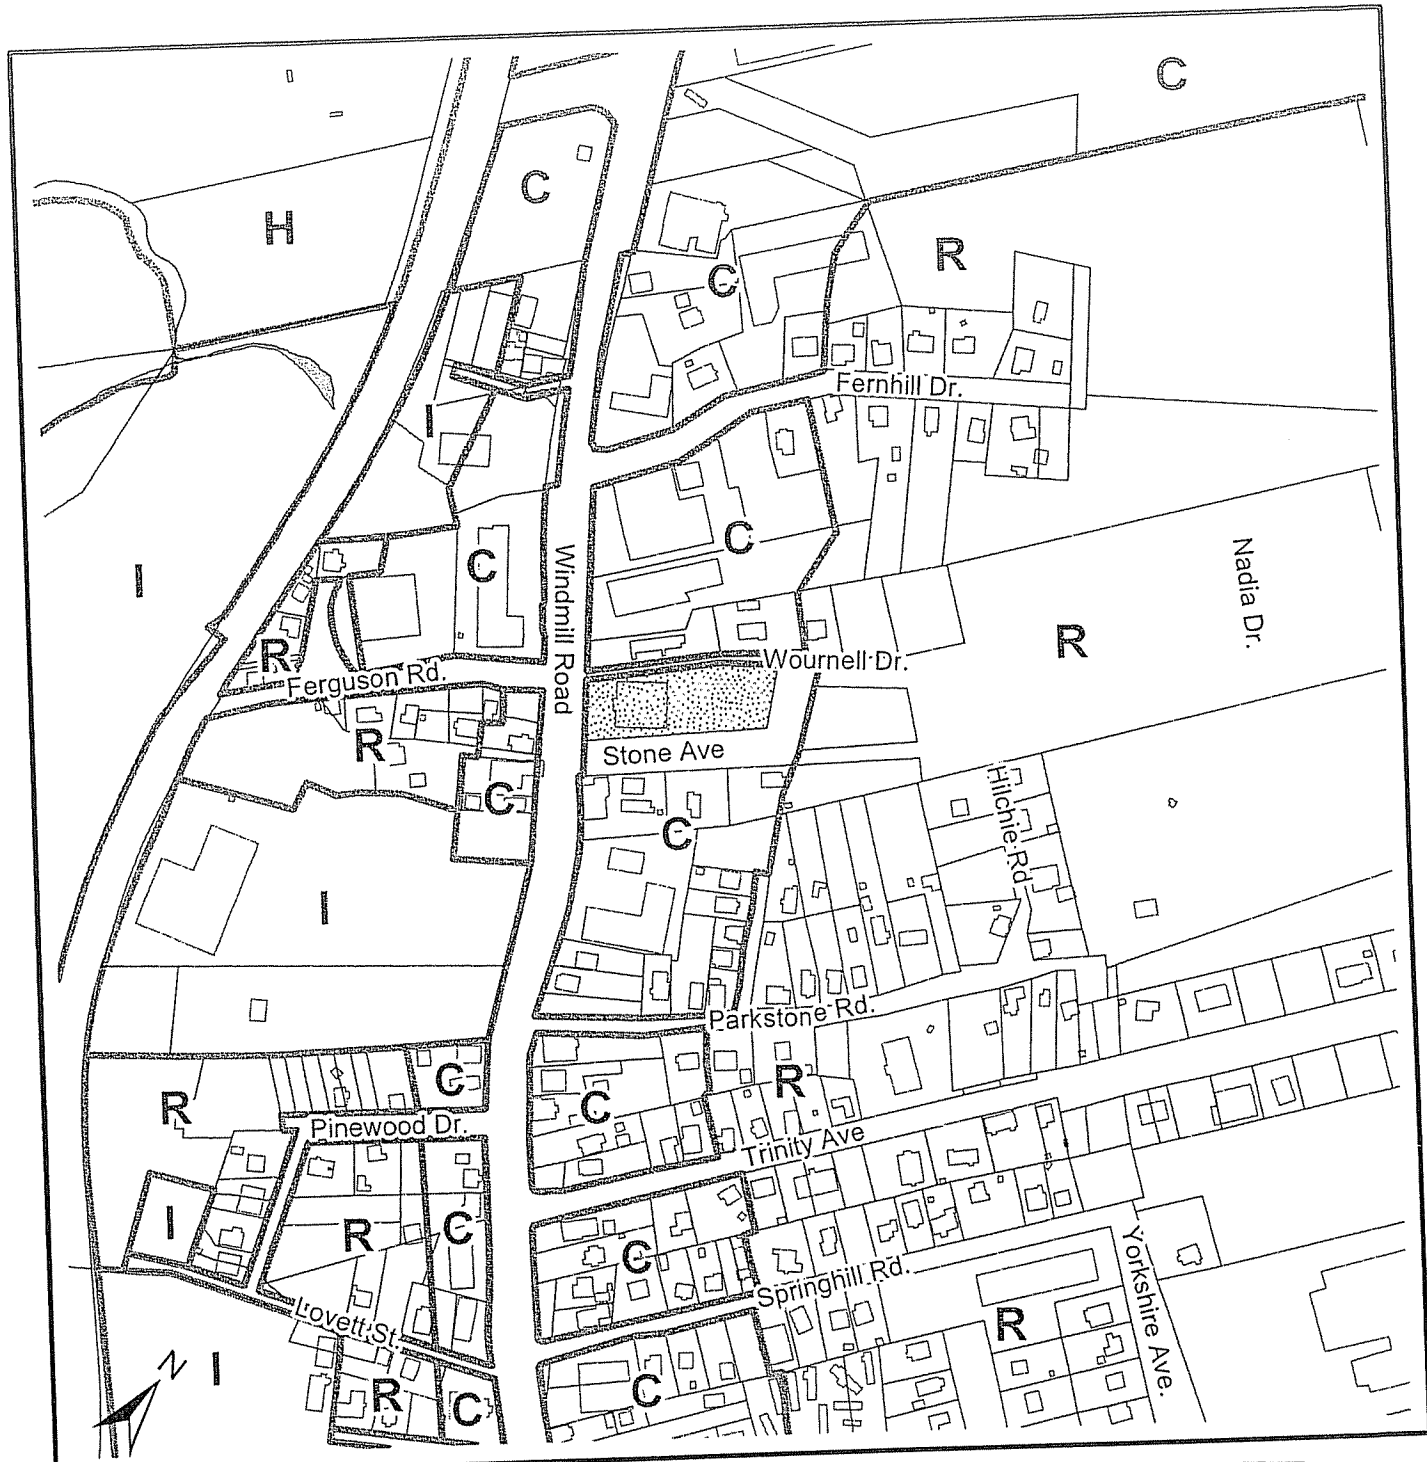 C
H
C
C
R
Fernhill Dr.
I
C
C
I
Windmill Road
Nadia Dr.
R
R
Ferguson Rd.
Wournell Dr.
R
Stone Ave
C
C
Hilchie Rd
I
Parkstone Rd.
C
R
R
C
Pinewood Dr.
Trinity Ave
I
R
C
C
Springhill Rd.
Yorkshire Ave.
Lovett St.
R
I
N
R
C
C